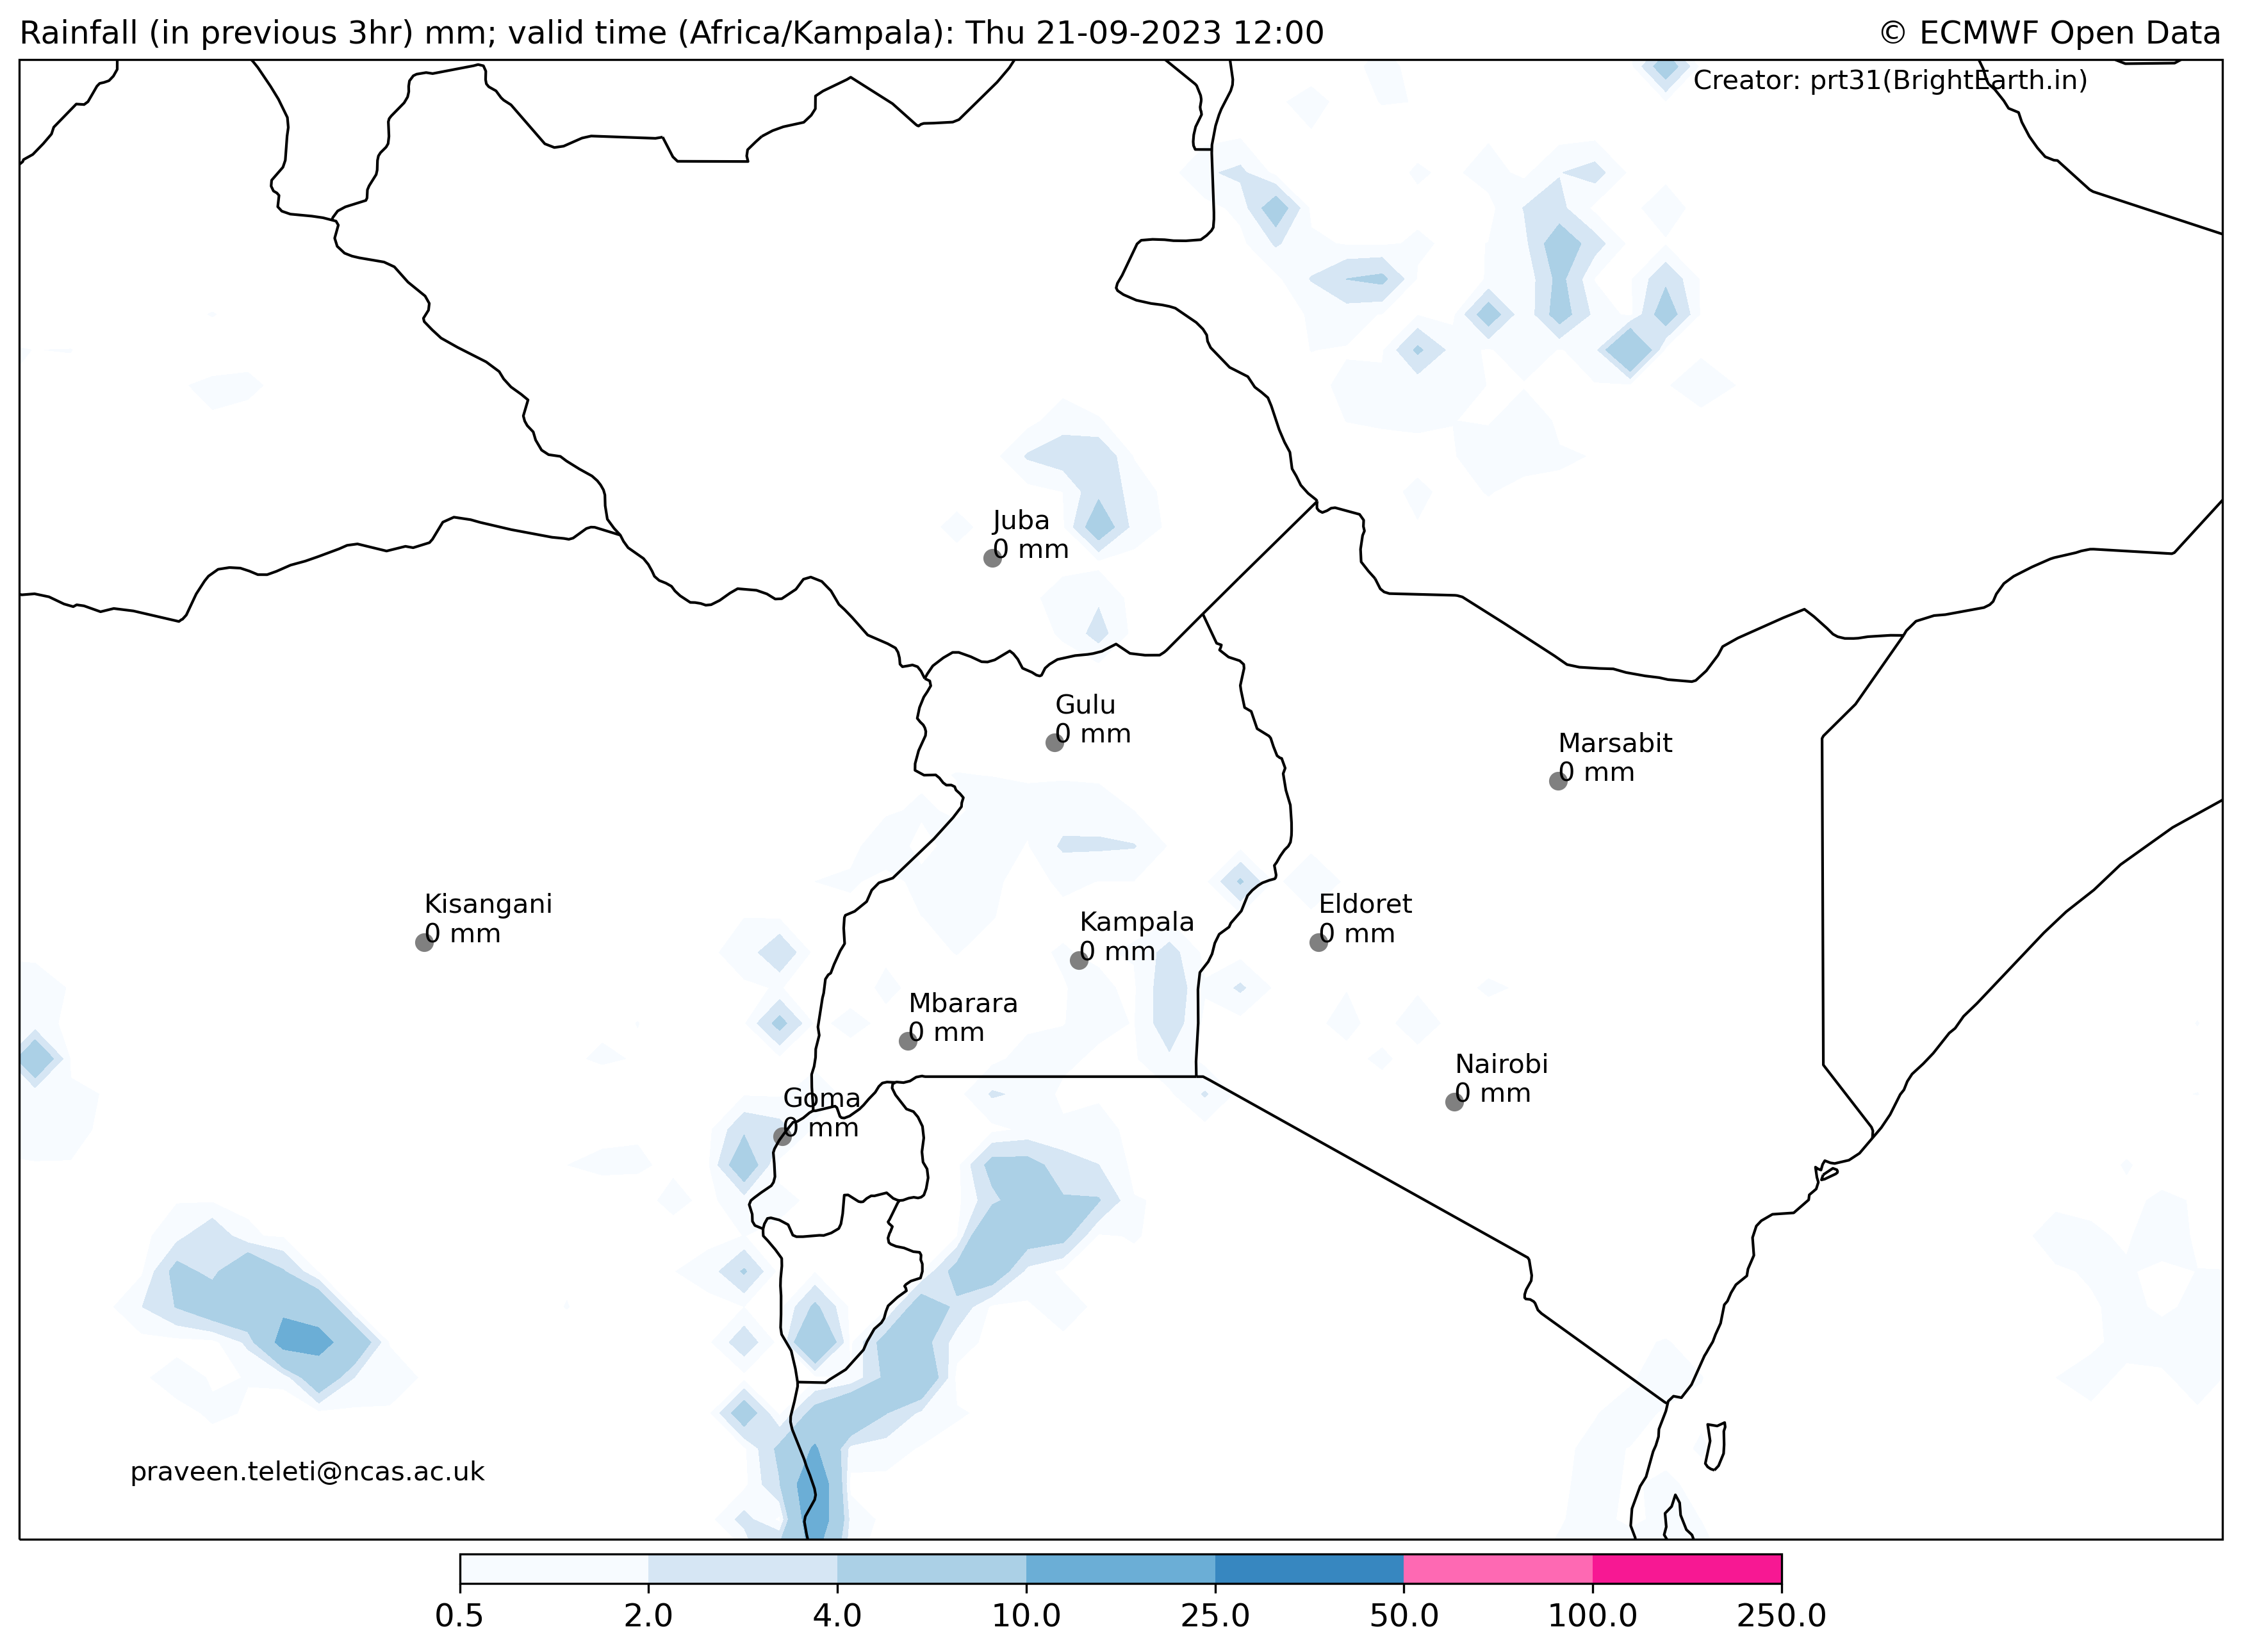 Rainfall (in previous 3hr) mm; valid time (Africa/Kampala): Thu 21-09-2023 12:00
© ECMWF Open Data
Creator: prt31(BrightEarth.in)
Juba
0 mm
Gulu
0 mm
Marsabit
0 mm
Kisangani
0 mm
Eldoret
0 mm
Kampala
0 mm
Mbarara
0 mm
Nairobi
0 mm
Goma
0 mm
praveen.teleti@ncas.ac.uk
0.5 2.0 4.0 10.0 25.0 50.0 100.0 250.0